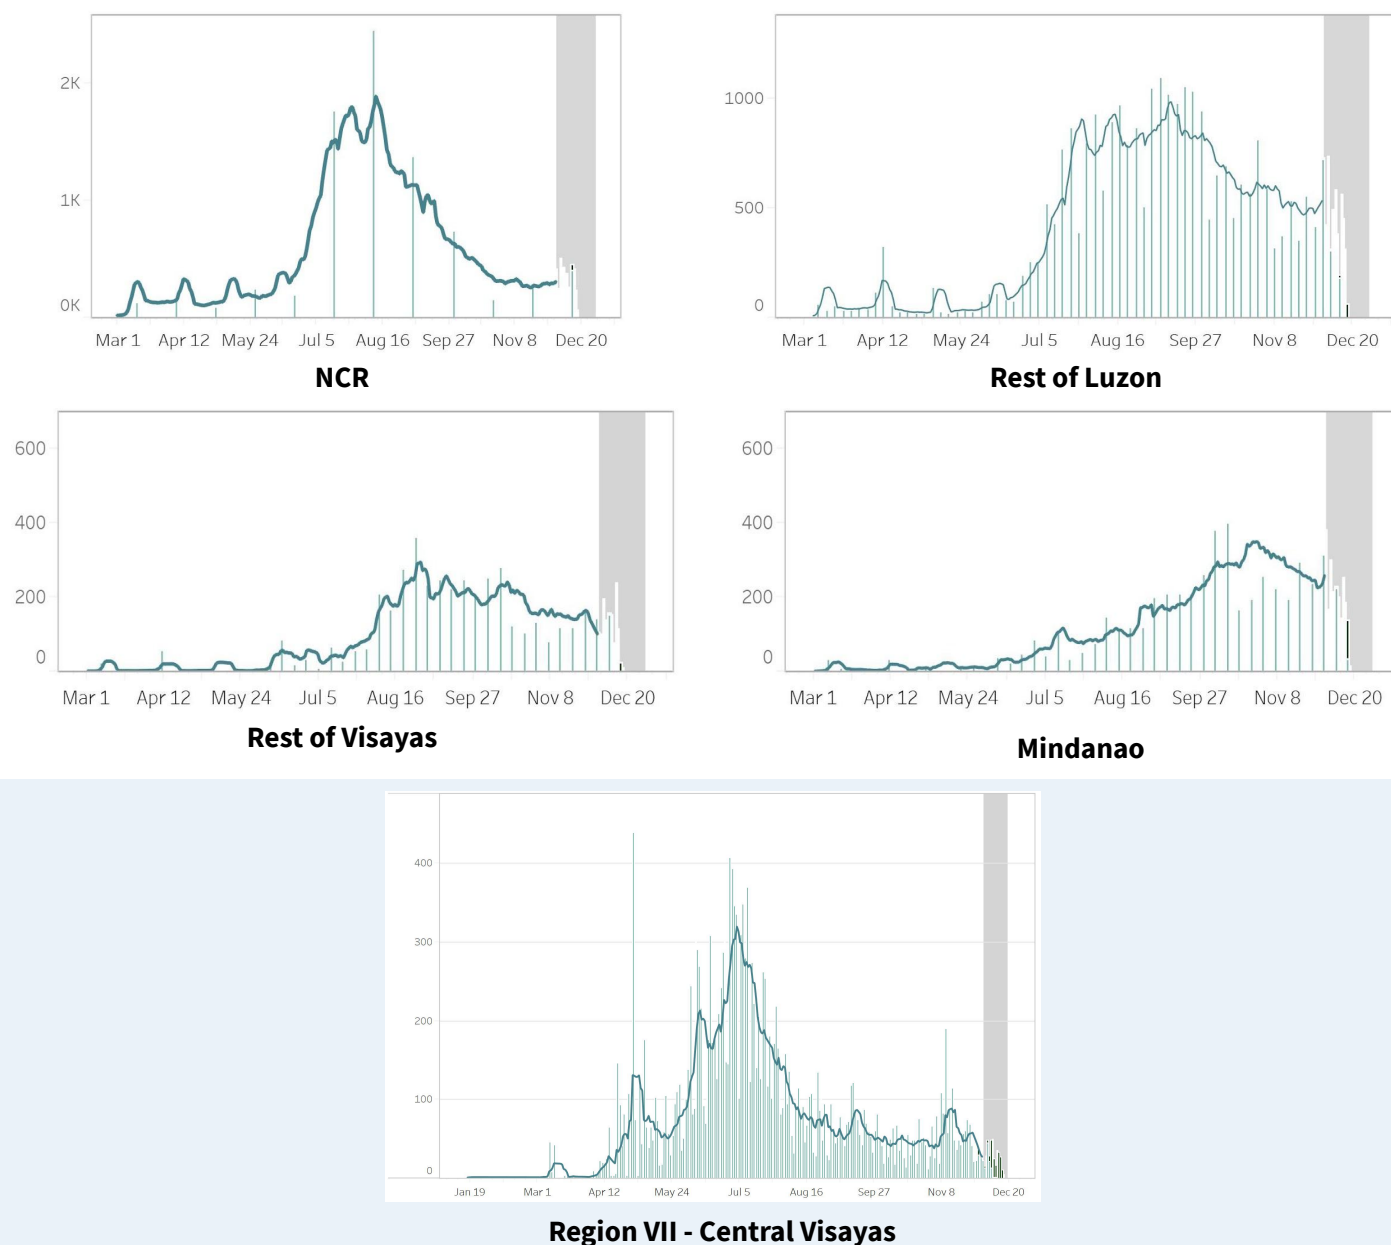 2K
1K
0K
Mar 1 Apr 12 May 24 Jul 5 Aug 16 Sep 27 Nov 8 Dec 20
NCR
1000
500
0
Mar 1 Apr 12 May 24 Jul 5 Aug 16 Sep 27 Nov 8 Dec 20
Rest of Luzon
600
400
200
0
Mar 1 Apr 12 May 24 Jul 5 Aug 16 Sep 27 Nov 8 Dec 20
Rest of Visayas
600
400
200
0
Mar 1 Apr 12 May 24 Jul 5 Aug 16 Sep 27 Nov 8 Dec 20
Mindanao
400
300
200
100
0
Jan 19 Mar 1 Apr 12 May 24 Jul 5 Aug 16 Sep 27 Nov 8 Dec 20
Region VII - Central Visayas